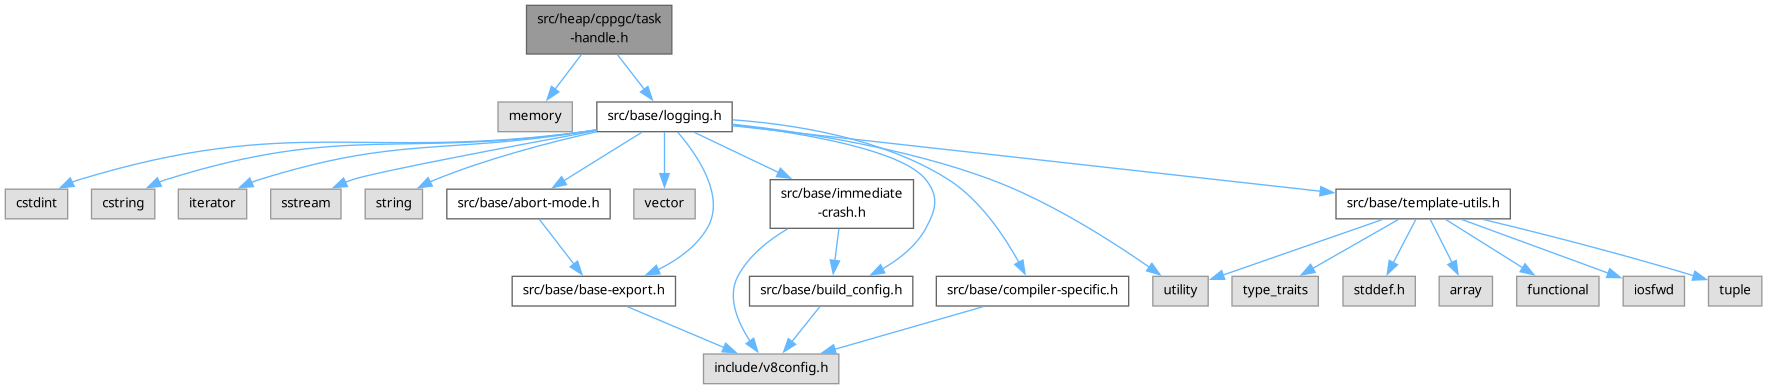 src/heap/cppgc/task
-handle.h
memory
src/base/logging.h
cstdint
cstring
iterator
sstream
string
src/base/abort-mode.h
vector
src/base/immediate
-crash.h
src/base/template-utils.h
src/base/base-export.h
src/base/build_config.h
src/base/compiler-specific.h
utility
type_traits
stddef.h
array
functional
iosfwd
tuple
include/v8config.h